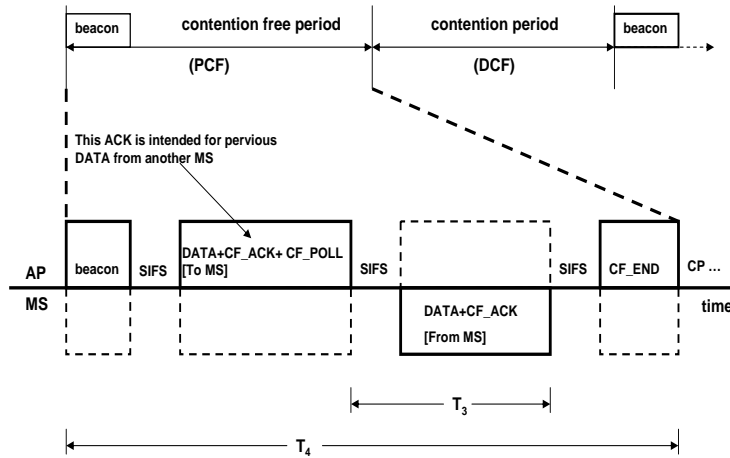 beacon
contention free period
contention period
beacon
(PCF)
(DCF)
This ACK is intended for pervious
DATA from another MS
AP
beacon
SIFS
DATA+CF_ACK+ CF_POLL
[To MS]
SIFS
SIFS
CF_END
CP ...
MS
DATA+CF_ACK
[From MS]
time
T3
T4